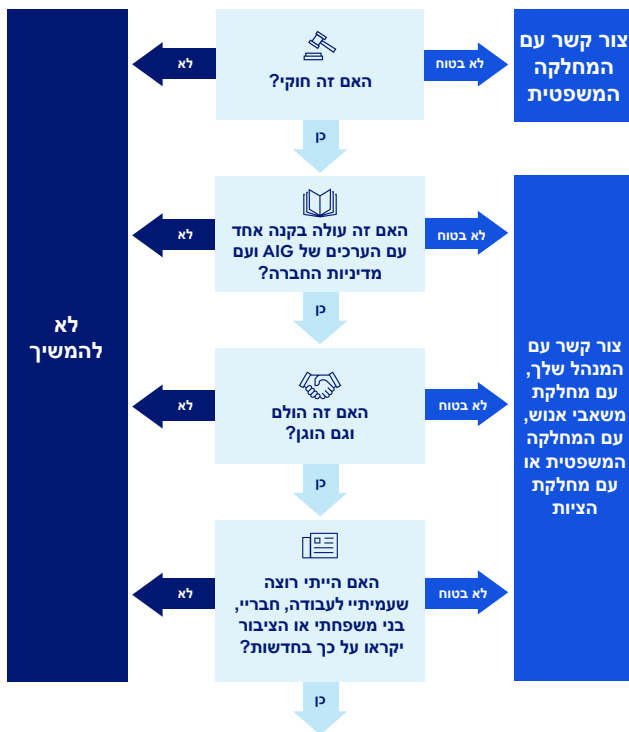 צור קשר עם
המחלקה
המשפטית
לא בטוח
האם זה חוקי?
לא
כן
לא בטוח
האם זה עולה בקנה אחד
עם הערכים של AIG ועם
מדיניות החברה?
לא
כן
צור קשר עם
המנהל שלך,
עם מחלקת
משאבי אנוש,
עם המחלקה
המשפטית או
עם מחלקת
הציות
לא
להמשיך
לא בטוח
האם זה הולם
וגם הוגן?
לא
כן
לא בטוח
האם הייתי רוצה
שעמיתיי לעבודה, חבריי,
בני משפחתי או הציבור
יקראו על כך בחדשות?
לא
כן